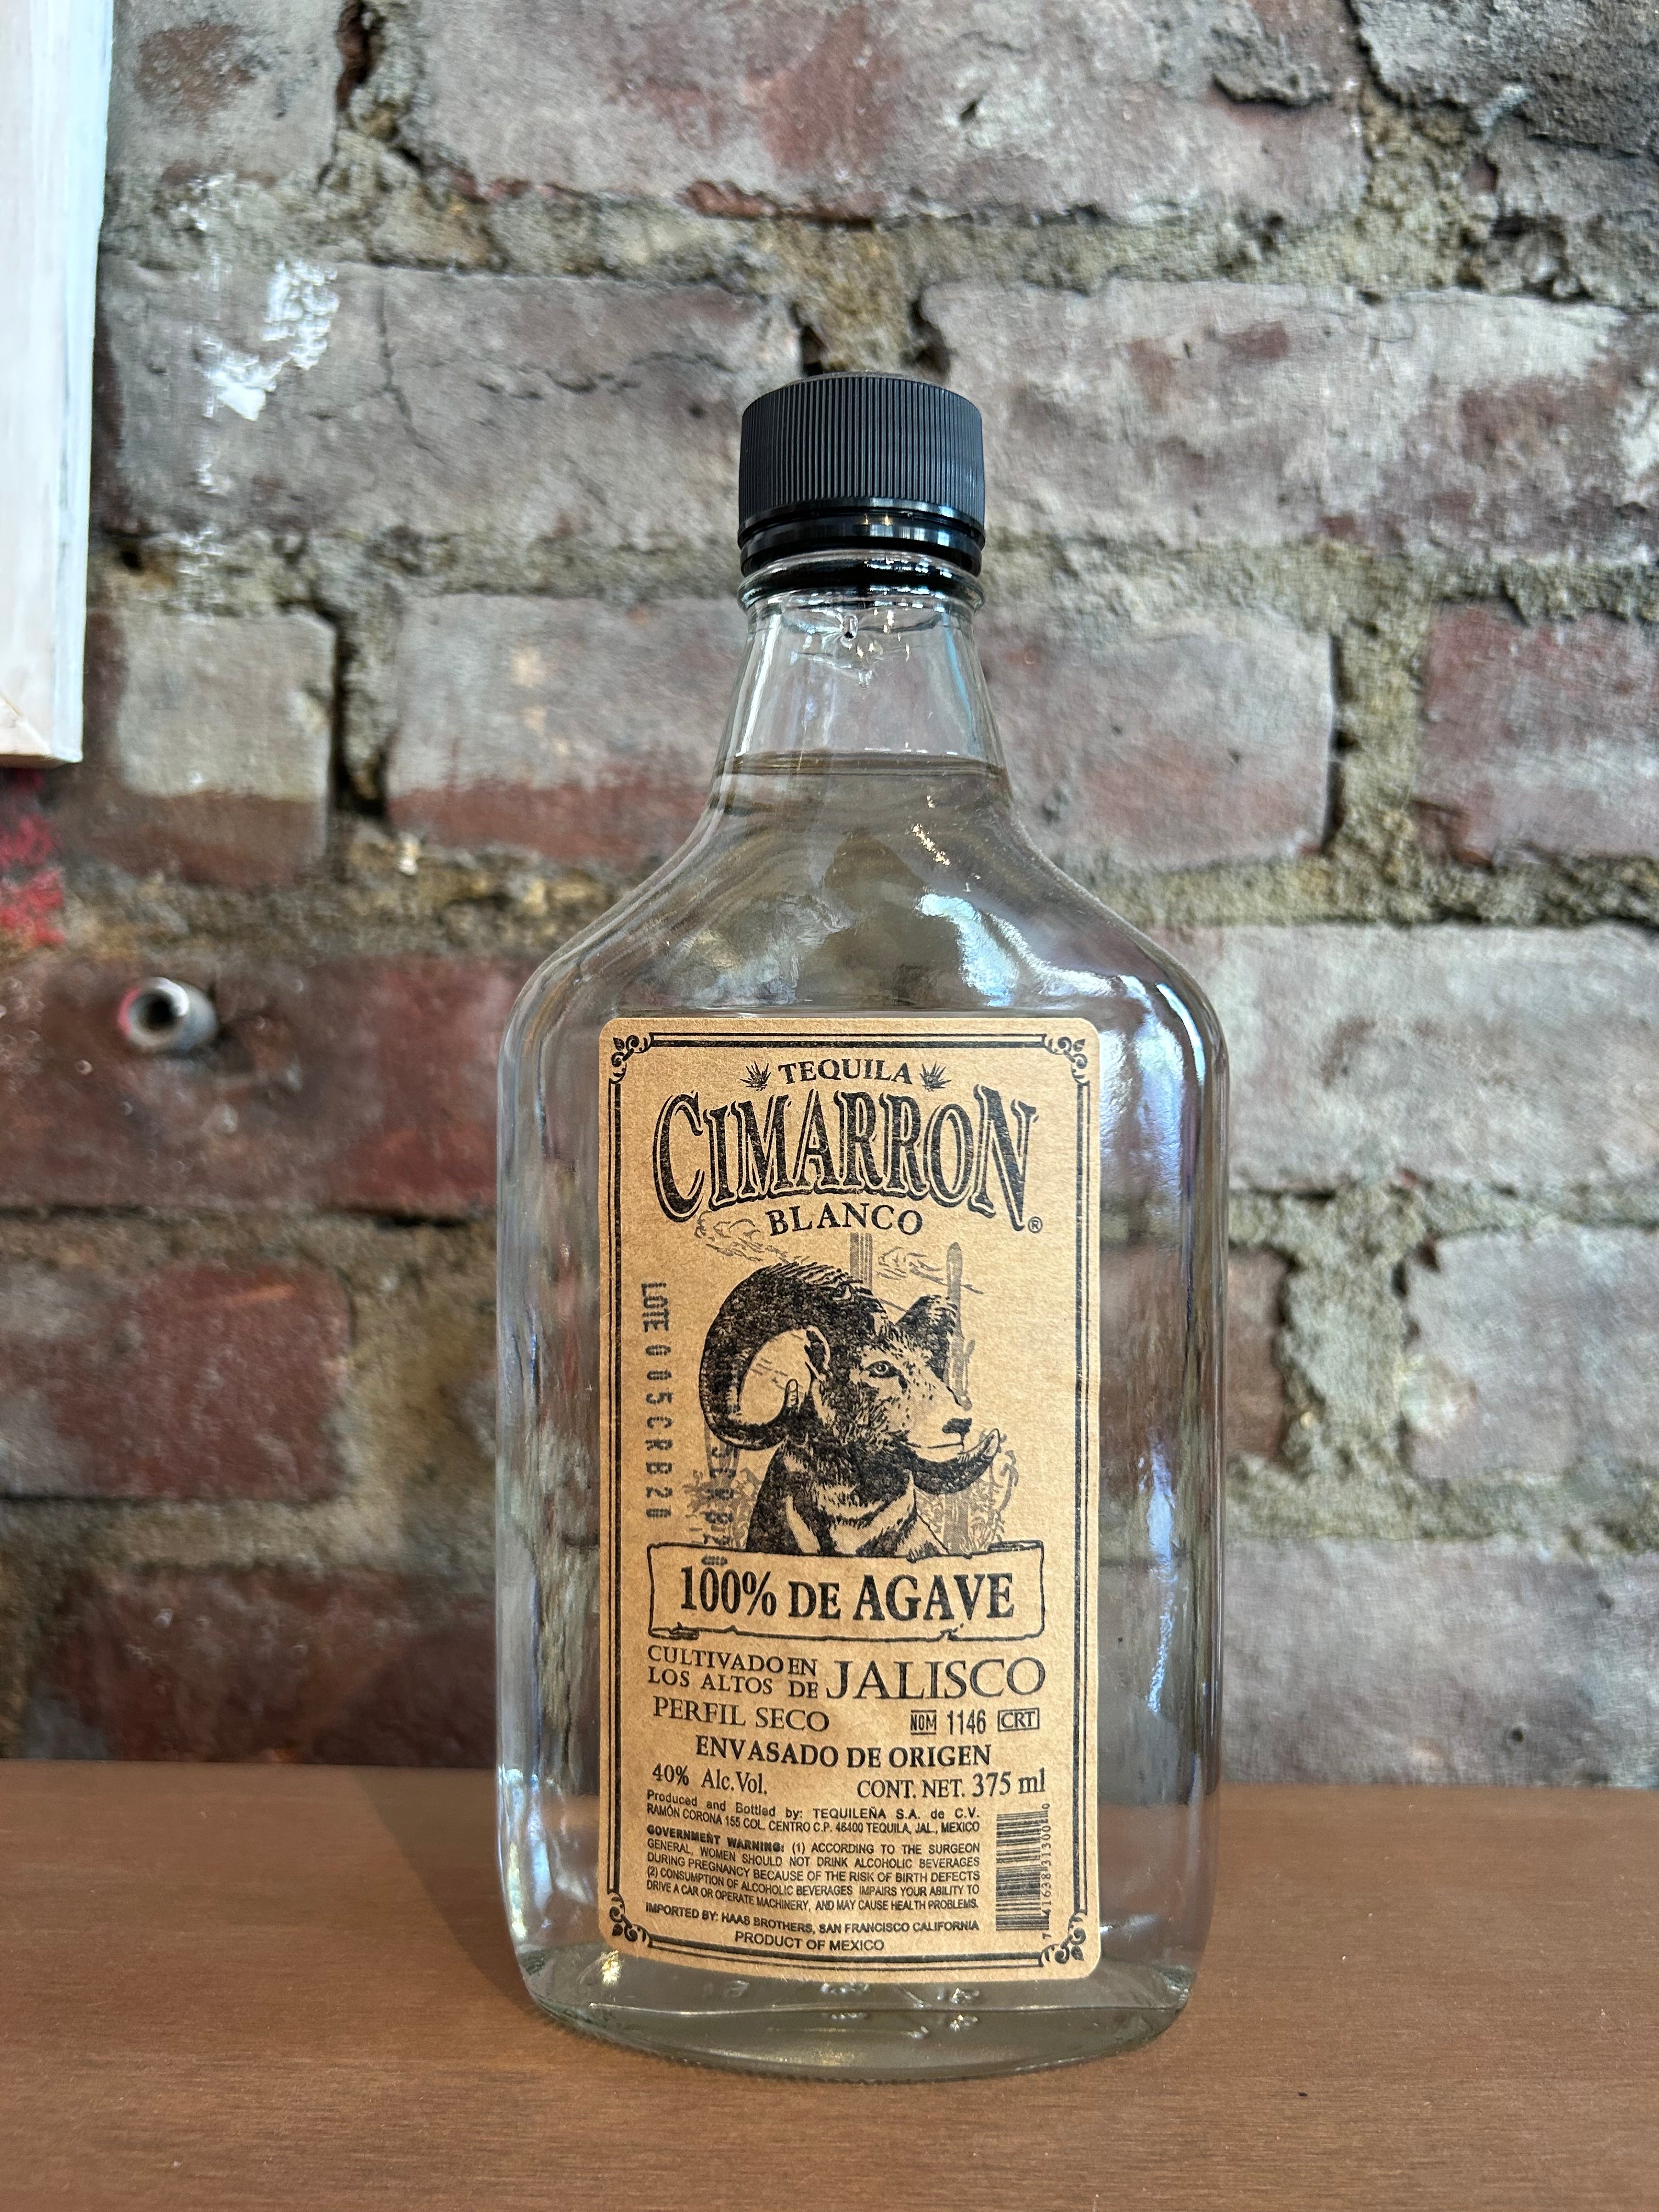 TEQUILA
CIMARRON
BLANCO
®
LOTE 005CRB20
100% DE AGAVE
CULTIVADO EN
LOS ALTOS DE JALISCO
PERFIL SECO NOM 1146 CRT
ENVASADO DE ORIGEN
40% Alc.Vol. CONT. NET. 375 ml
Produced and Bottled by: TEQUILEÑA S.A. de C.V.
RAMÓN CORONA 155 COL. CENTRO C.P. 46400 TEQUILA, JAL., MEXICO
GOVERNMENT WARNING: (1) ACCORDING TO THE SURGEON
GENERAL, WOMEN SHOULD NOT DRINK ALCOHOLIC BEVERAGES
DURING PREGNANCY BECAUSE OF THE RISK OF BIRTH DEFECTS
(2) CONSUMPTION OF ALCOHOLIC BEVERAGES IMPAIRS YOUR ABILITY TO
DRIVE A CAR OR OPERATE MACHINERY, AND MAY CAUSE HEALTH PROBLEMS.
IMPORTED BY: HAAS BROTHERS, SAN FRANCISCO CALIFORNIA
PRODUCT OF MEXICO
7 41638 31300 0